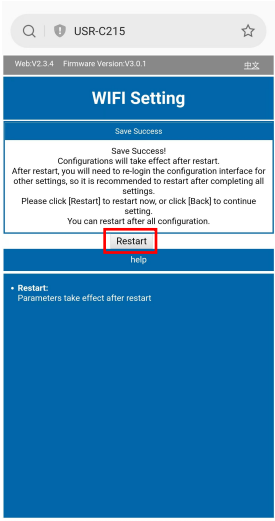 USR-C215
Web:V2.3.4 Firmware Version:V3.0.1 中文
WIFI Setting
Save Success
Save Success!
Configurations will take effect after restart.
After restart, you will need to re-login the configuration interface for
other settings, so it is recommended to restart after completing all
settings.
Please click [Restart] to restart now, or click [Back] to continue
setting.
You can restart after all configuration.
Restart
help
• Restart:
Parameters take effect after restart